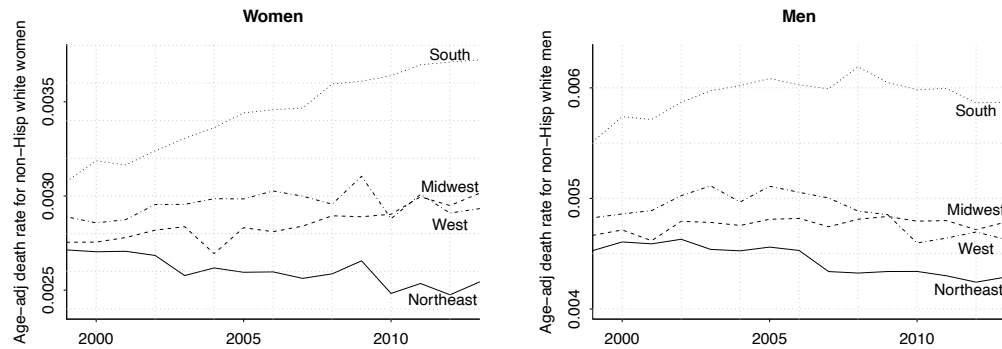 Women
Age−adj death rate for non−Hisp white women
0.0035
0.0030
0.0025
South
Midwest
West
Northeast
2000 2005 2010
Men
Age−adj death rate for non−Hisp white men
0.006
0.005
0.004
South
Midwest
West
Northeast
2000 2005 2010